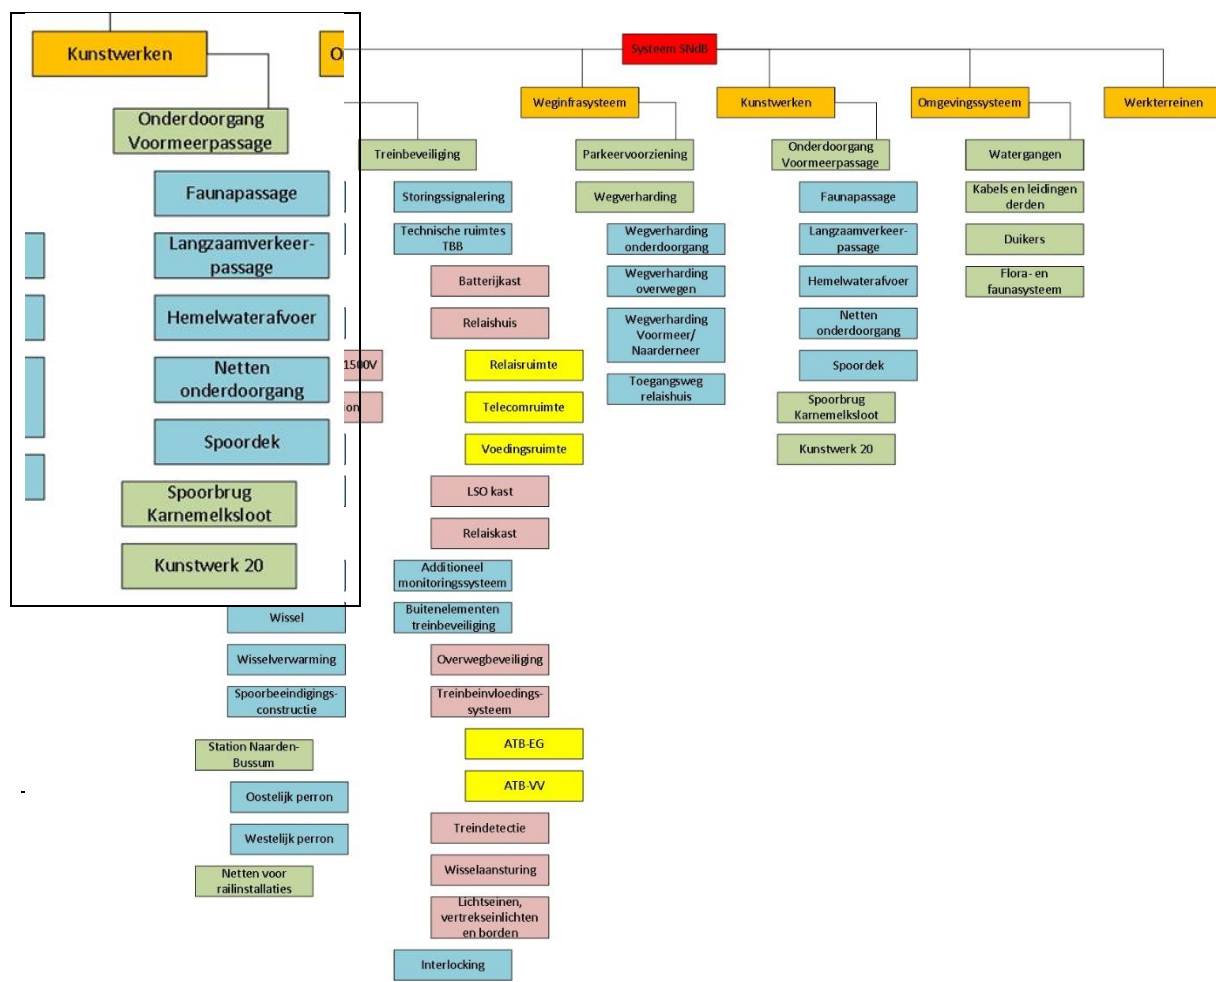 Kunstwerken
O
Onderdoorgang
Voormeerpassage
Faunapassage
Langzaamverkeer-
passage
Hemelwaterafvoer
Netten
onderdoorgang
Spoordek
Spoorbrug
Karnemelksloot
Kunstwerk 20
Systeem SNdB
Weginfrasysteem
Kunstwerken
Omgevingssysteem
Werkterreinen
1500V
ion
Wissel
Wisselverwarming
Spoorbeeindigings-
constructie
Station Naarden-
Bussum
Oostelijk perron
Westelijk perron
Netten voor
railinstallaties
Treinbeveiliging
Storingssignalering
Technische ruimtes
TBB
Batterijkast
Relaishuis
Relaisruimte
Telecomruimte
Voedingsruimte
LSO kast
Relaiskast
Additioneel
monitoringssysteem
Buitenelementen
treinbeveiliging
Overwegbeveiliging
Treinbeinvloedings-
systeem
ATB-EG
ATB-VV
Treindetectie
Wisselaansturing
Lichtseinen,
vertrekseinlichten
en borden
Interlocking
Parkeervoorziening
Wegverharding
Wegverharding
onderdoorgang
Wegverharding
overwegen
Wegverharding
Voormeer/
Naarderneer
Toegangsweg
relaishuis
Onderdoorgang
Voormeerpassage
Faunapassage
Langzaamverkeer-
passage
Hemelwaterafvoer
Netten
onderdoorgang
Spoordek
Spoorbrug
Karnemelksloot
Kunstwerk 20
Watergangen
Kabels en leidingen
derden
Duikers
Flora- en
faunasysteem
-